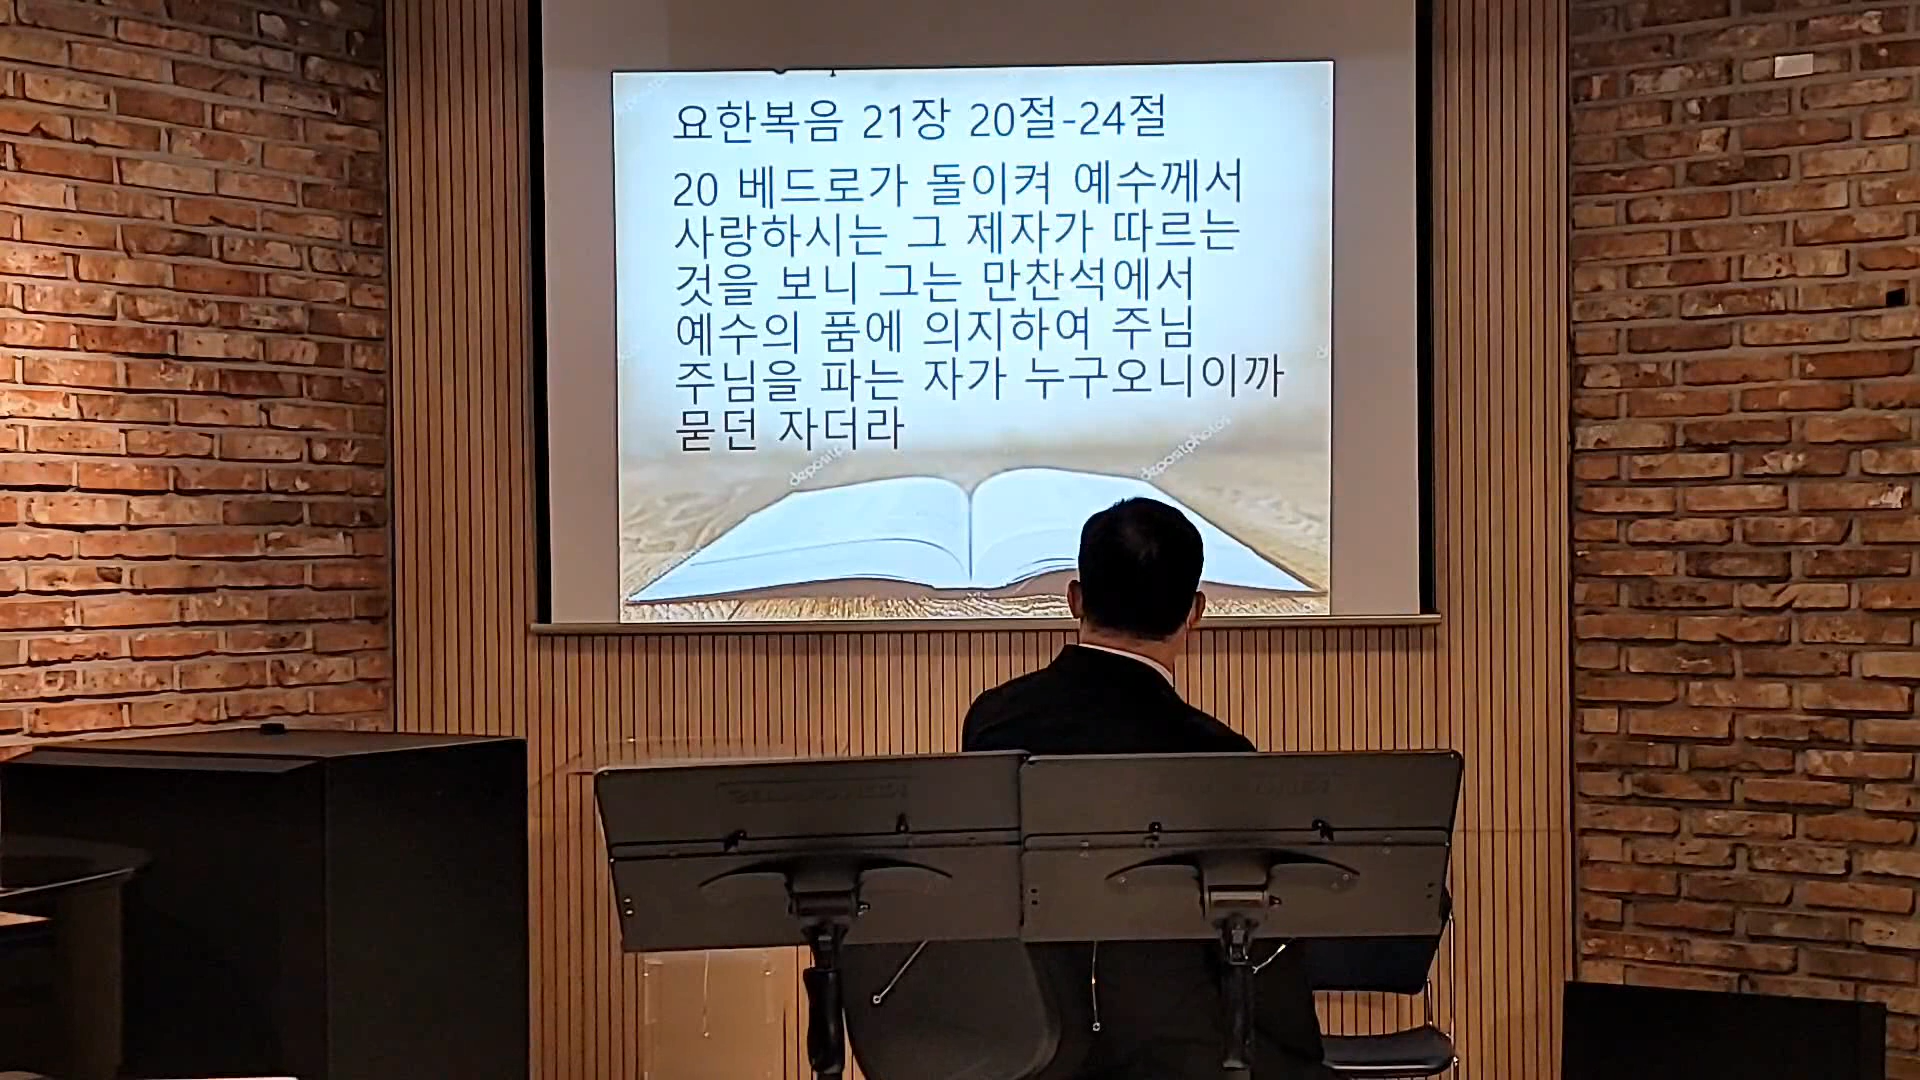 요한복음 21장 20절-24절
20 베드로가 돌이켜 예수께서
사랑하시는 그 제자가 따르는
것을 보니 그는 만찬석에서
예수의 품에 의지하여 주님
주님을 파는 자가 누구오니이까
묻던 자더라
depositphotos